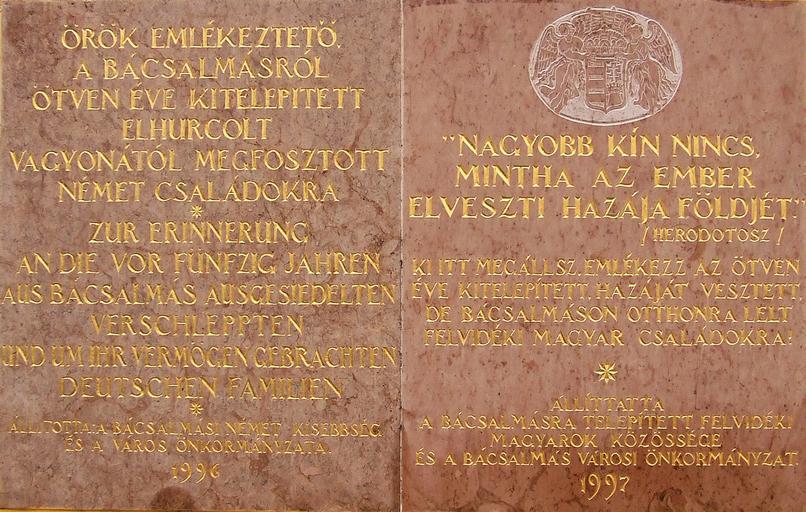 ÖRÖK EMLÉKEZTETŐ,
A BÁCSALMÁSRÓL
ÖTVEN ÉVE KITELEPITETT
ELHURCOLT
VAGYONÁTÓL MEGFOSZTOTT
NÉMET CSALÁDOKRA
*
ZUR ERINNERUNG
AN DIE VOR FÜNFZIG JAHREN
AUS BÁCSALMÁS AUSGESIEDELTEN
VERSCHLEPPTEN
UND UM IHR VERMÖGEN GEBRACHTEN
DEUTSCHEN FAMILIEN
*
ÁLLITOTTA: A BÁCSALMÁSI NÉMET KISEBBSÉG
ÉS A VÁROS ÖNKORMÁNYZATA.
1996
"NAGYOBB KÍN NINCS,
MINTHA AZ EMBER
ELVESZTI HAZÁJA FÖLDJÉT."
/HERODOTOSZ/
KI ITT MEGÁLLSZ, EMLÉKEZZ AZ ÖTVEN
ÉVE KITELEPÍTETT, HAZÁJÁT VESZTETT,
DE BÁCSALMÁSON OTTHONRA LELT
FELVIDÉKI MAGYAR CSALÁDOKRA!
*
ÁLLÍTTATTA
A BÁCSALMÁSRA TELEPÍTETT FELVIDÉKI
MAGYAROK KÖZÖSSÉGE
ÉS A BÁCSALMÁS VÁROSI ÖNKORMÁNYZAT.
1997